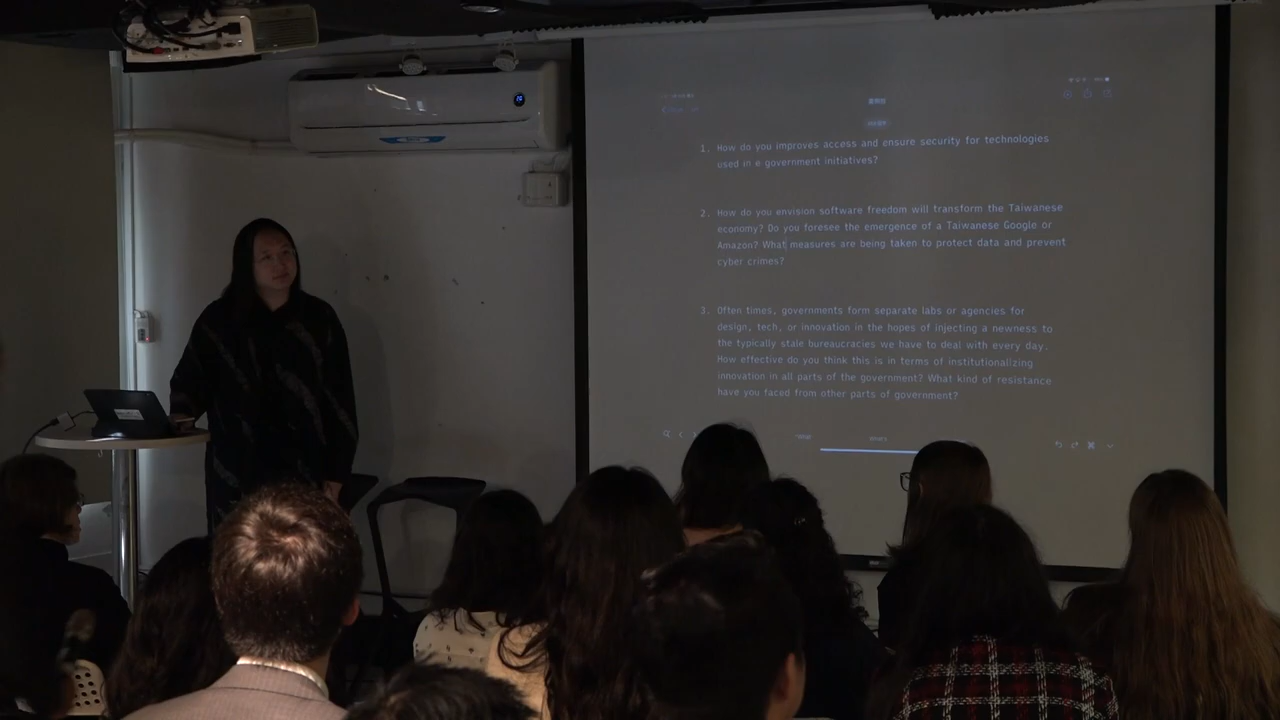 1. How do you improves access and ensure security for technologies
used in e government initiatives?
2. How do you envision software freedom will transform the Taiwanese
economy? Do you foresee the emergence of a Taiwanese Google or
Amazon? What measures are being taken to protect data and prevent
cyber crimes?
3. Often times, governments form separate labs or agencies for
design, tech, or innovation in the hopes of injecting a newness to
the typically stale bureaucracies we have to deal with every day.
How effective do you think this is in terms of institutionalizing
innovation in all parts of the government? What kind of resistance
have you faced from other parts of government?